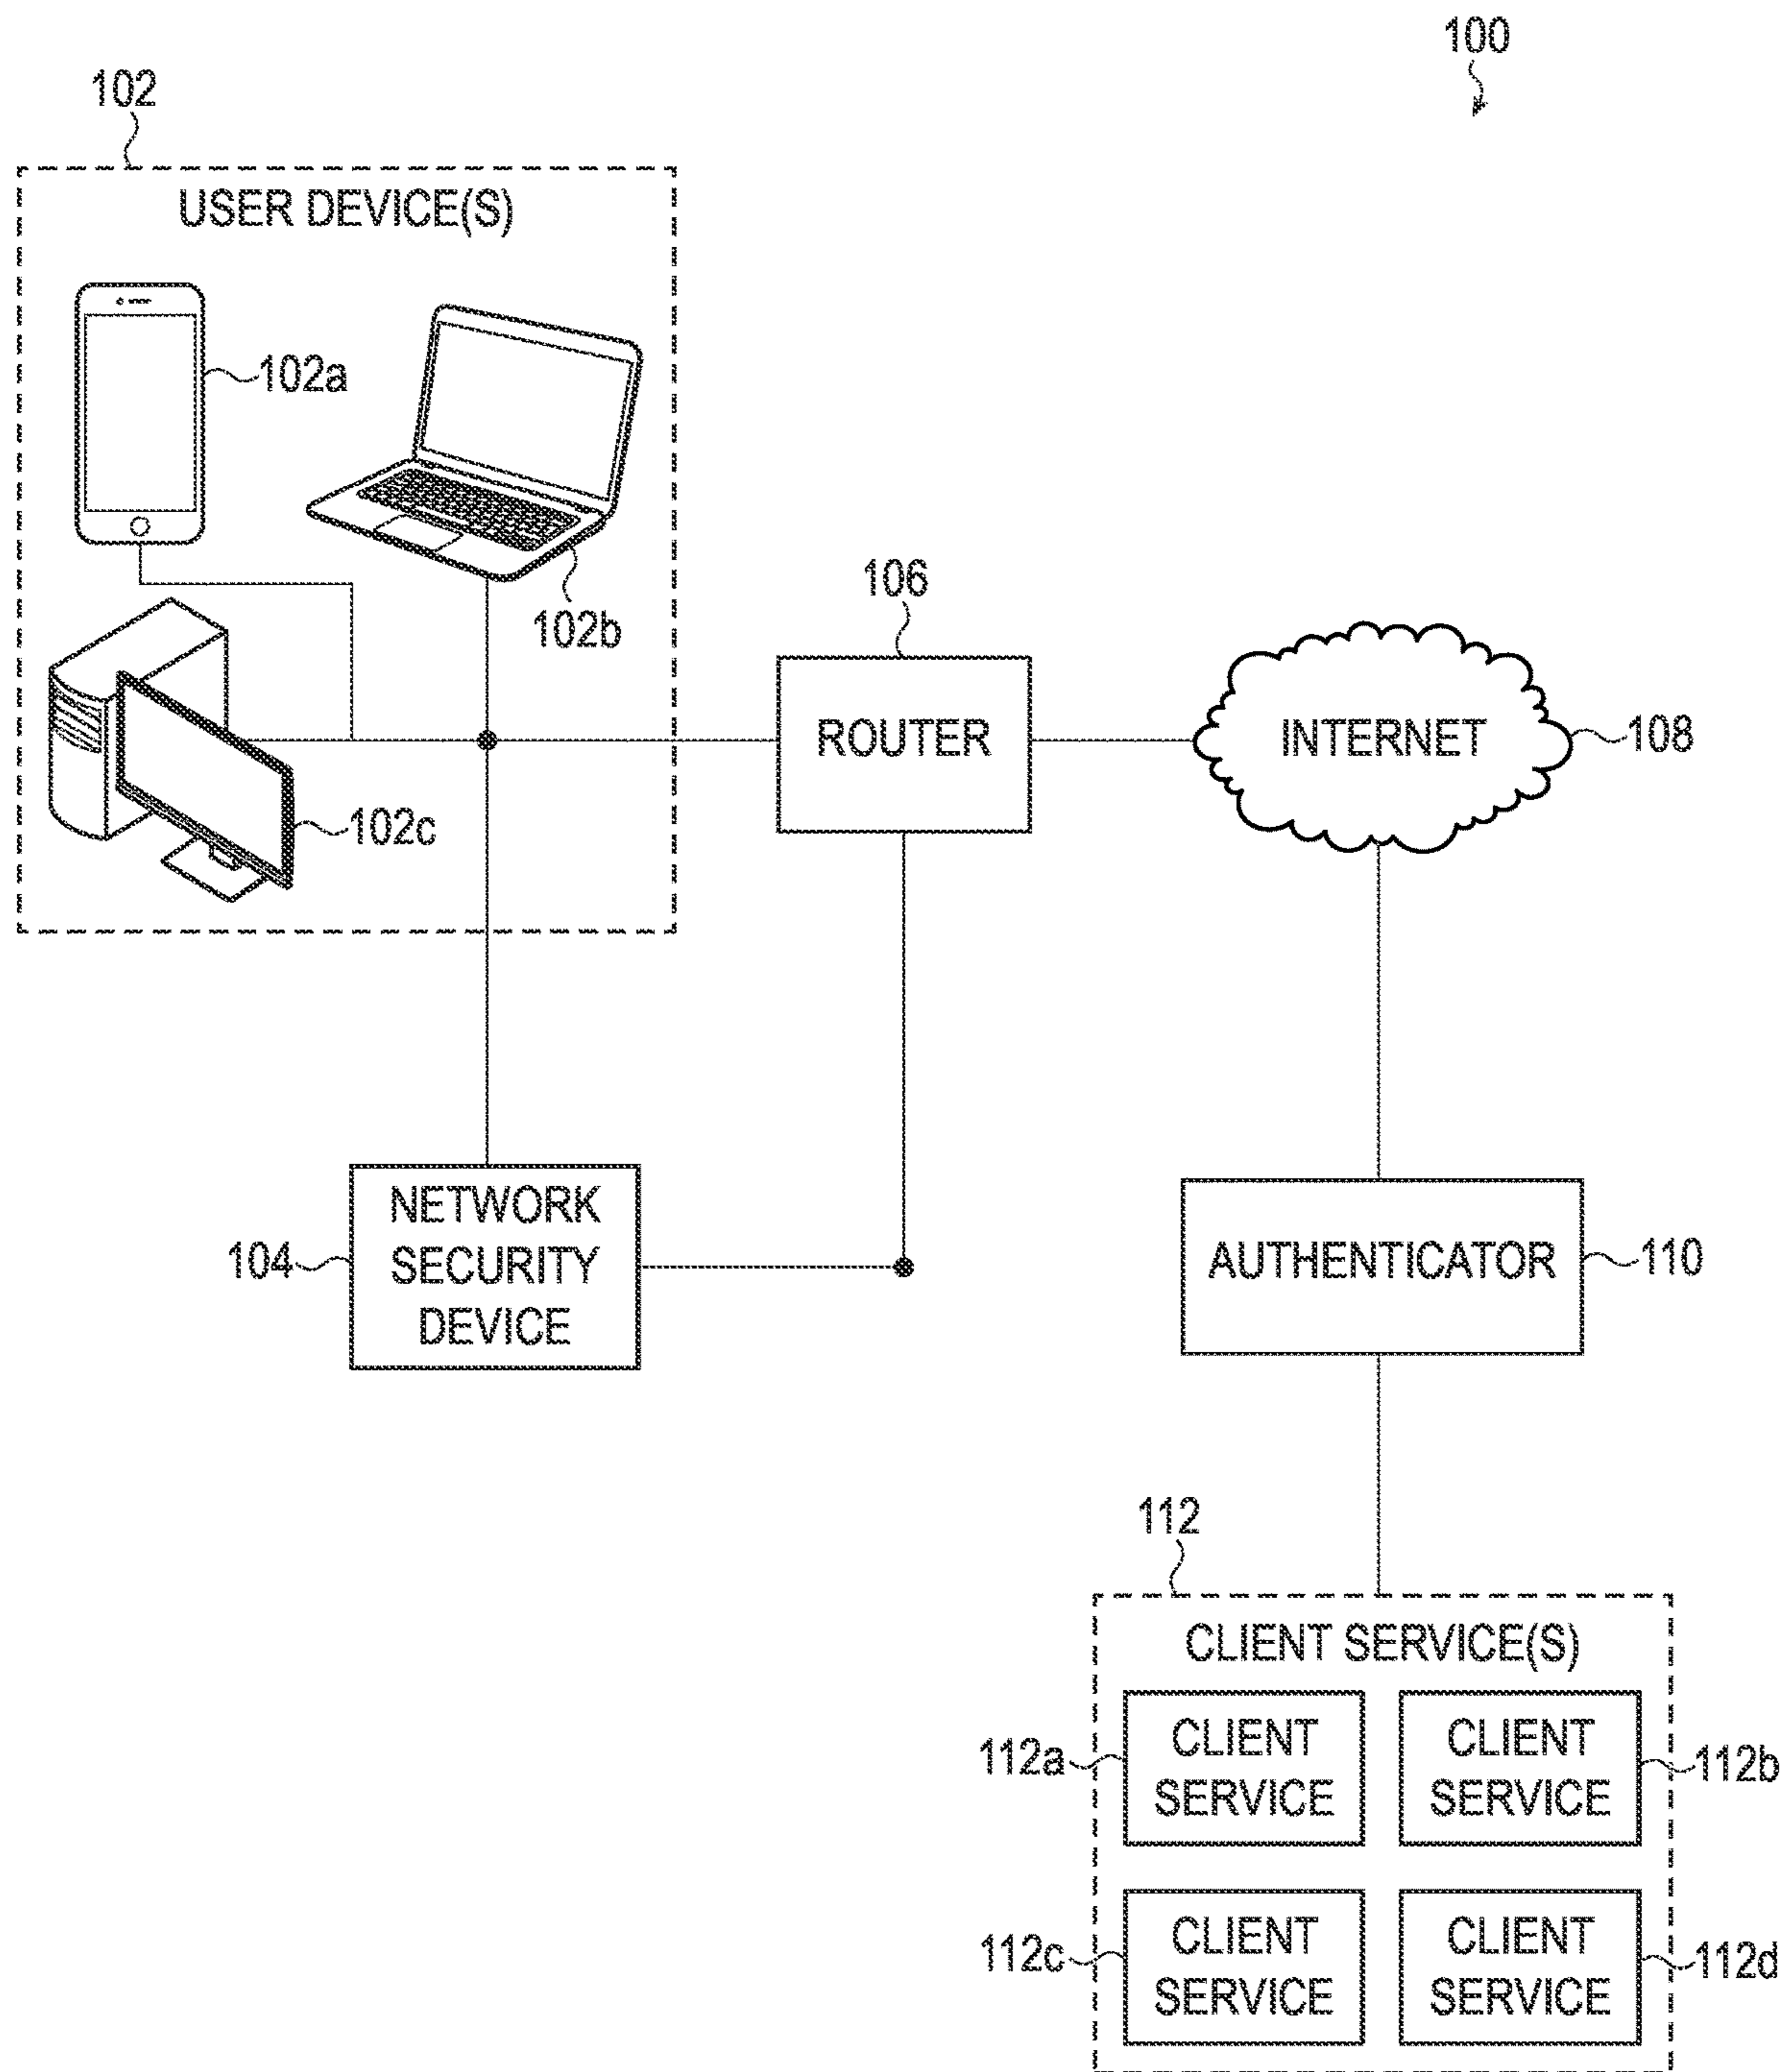 100
102
USER DEVICE(S)
102a
102b
102c
106
ROUTER
INTERNET
108
104
NETWORK
SECURITY
DEVICE
AUTHENTICATOR
110
112
CLIENT SERVICE(S)
112a
CLIENT
SERVICE
CLIENT
SERVICE
112b
112c
CLIENT
SERVICE
CLIENT
SERVICE
112d